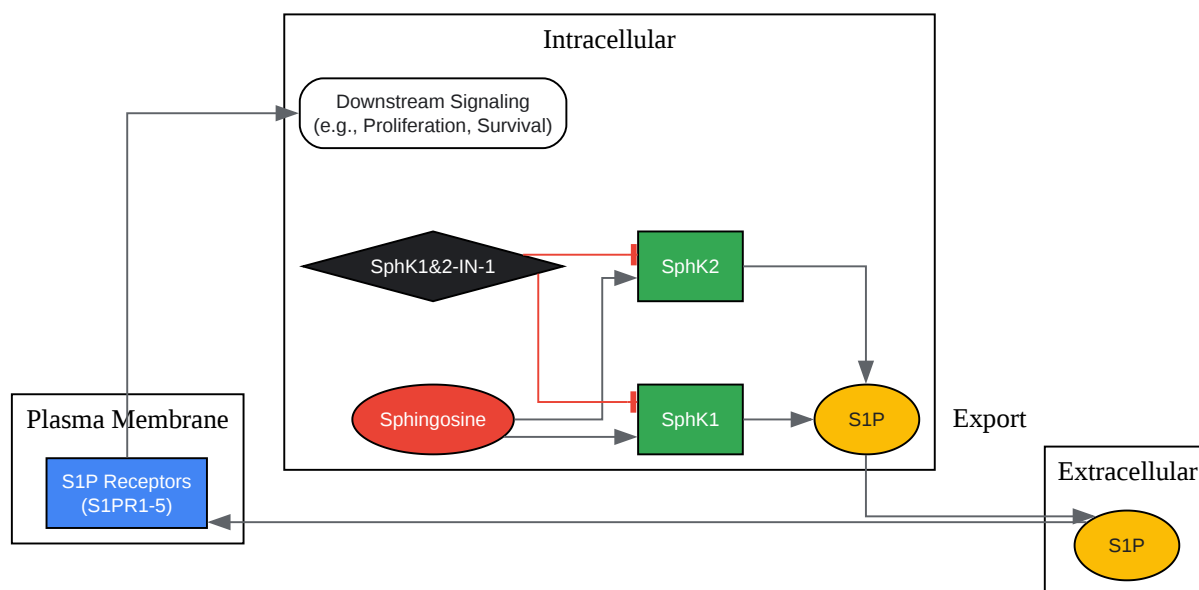 Intracellular
Downstream Signaling
(e.g., Proliferation, Survival)
SphK1&2-IN-1
SphK2
Sphingosine
SphK1
S1P
Export
Plasma Membrane
S1P Receptors
(S1PR1-5)
Extracellular
S1P